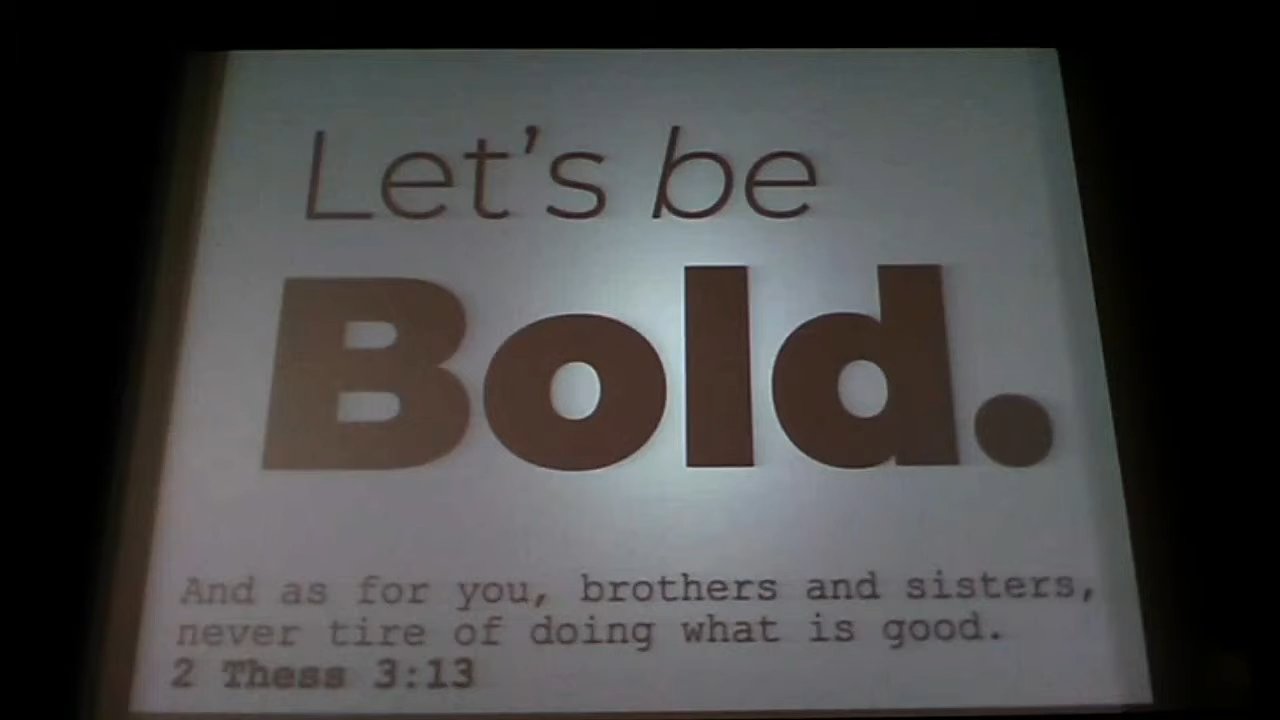 Let's be
Bold.
And as for you, brothers and sisters,
never tire of doing what is good.
2 Thess 3:13